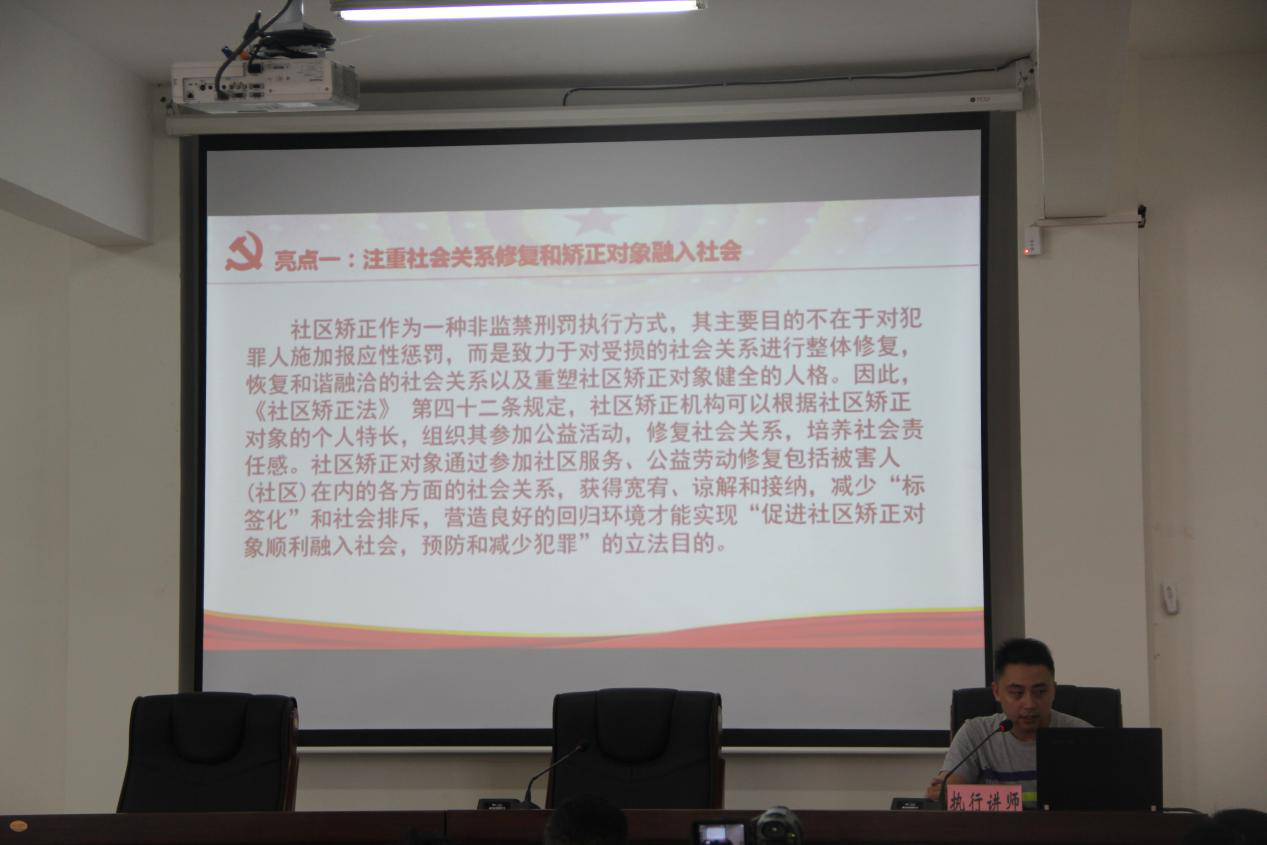 亮点一：注重社会关系修复和矫正对象融入社会
社区矫正作为一种非监禁刑罚执行方式，其主要目的不在于对犯
罪人施加报应性惩罚，而是致力于对受损的社会关系进行整体修复，
恢复和谐融洽的社会关系以及重塑社区矫正对象健全的人格。因此，
《社区矫正法》 第四十二条规定，社区矫正机构可以根据社区矫正
对象的个人特长，组织其参加公益活动，修复社会关系，培养社会责
任感。社区矫正对象通过参加社区服务、公益劳动修复包括被害人
(社区)在内的各方面的社会关系，获得宽宥、谅解和接纳，减少“标
签化”和社会排斥，营造良好的回归环境才能实现“促进社区矫正对
象顺利融入社会，预防和减少犯罪”的立法目的。
执行讲师